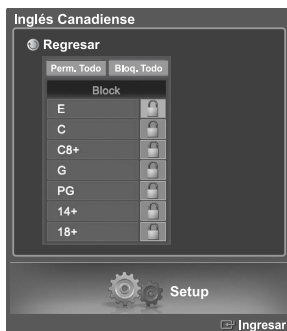 Inglés Canadiense
Regresar
Perm. Todo Bloq. Todo
Block
E
C
C8+
G
PG
14+
18+
Setup
Ingresar